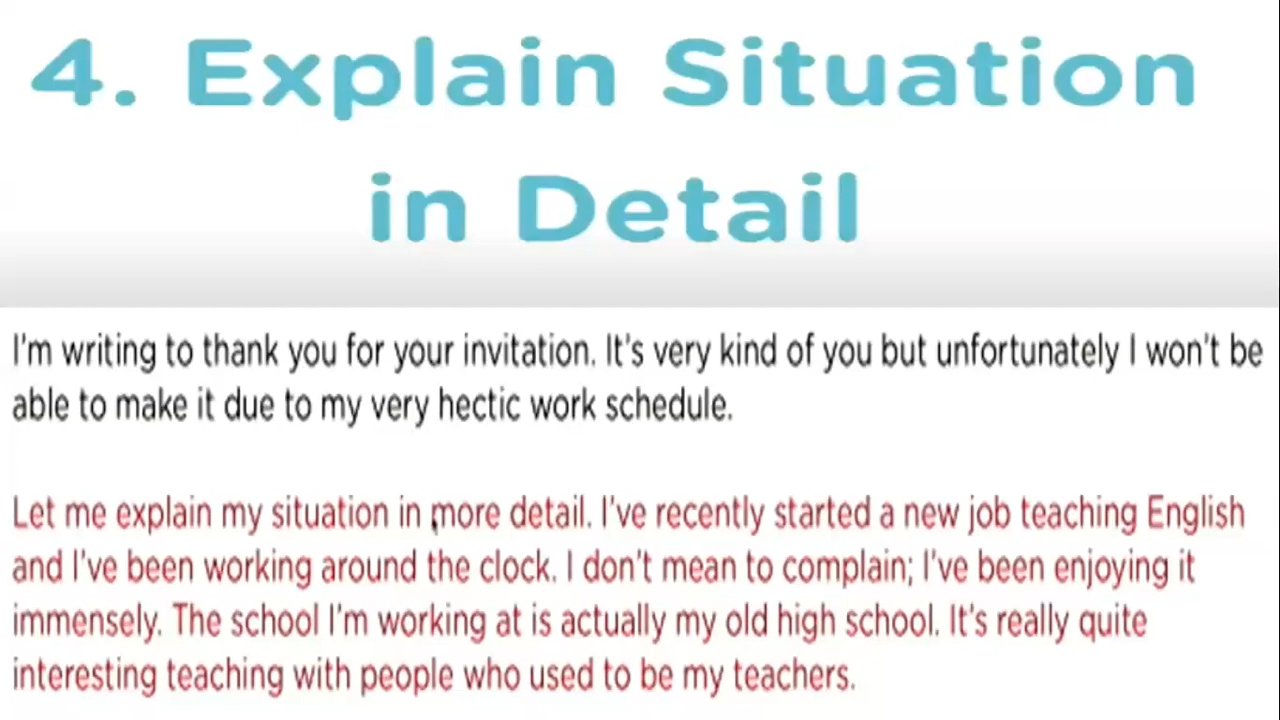 4. Explain Situation
in Detail
I'm writing to thank you for your invitation. It's very kind of you but unfortunately I won't be
able to make it due to my very hectic work schedule.
Let me explain my situation in more detail. I've recently started a new job teaching English
and I've been working around the clock. I don't mean to complain; I've been enjoying it
immensely. The school I'm working at is actually my old high school. It's really quite
interesting teaching with people who used to be my teachers.